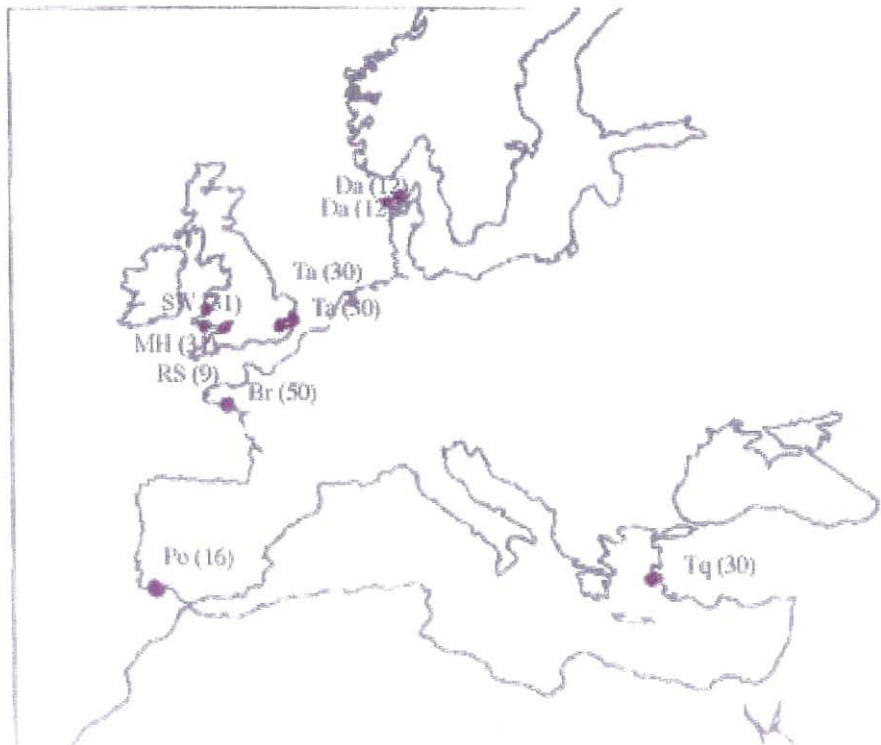 Da (12)
Da (12
Ta (30)
SW (31)
Ta (50)
MH (31)
RS (9)
Br (50)
Po (16)
Tq (30)